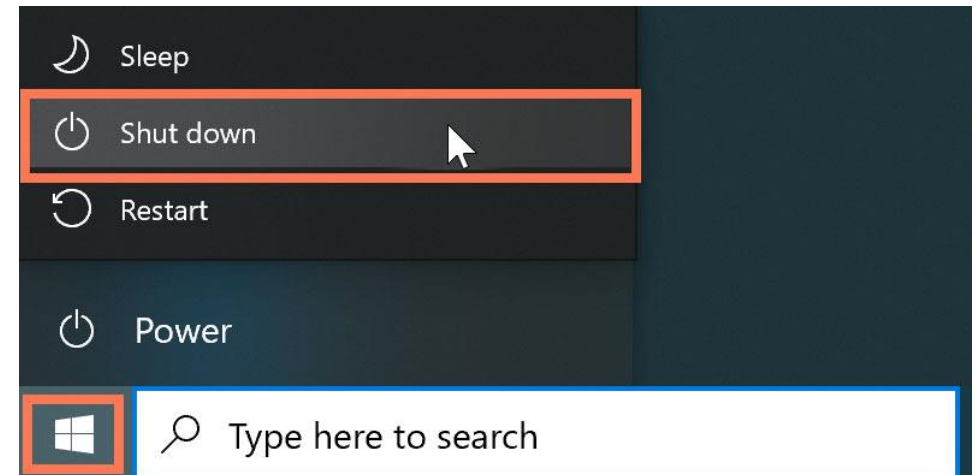 Sleep
Shut down
Restart
Power
Type here to search